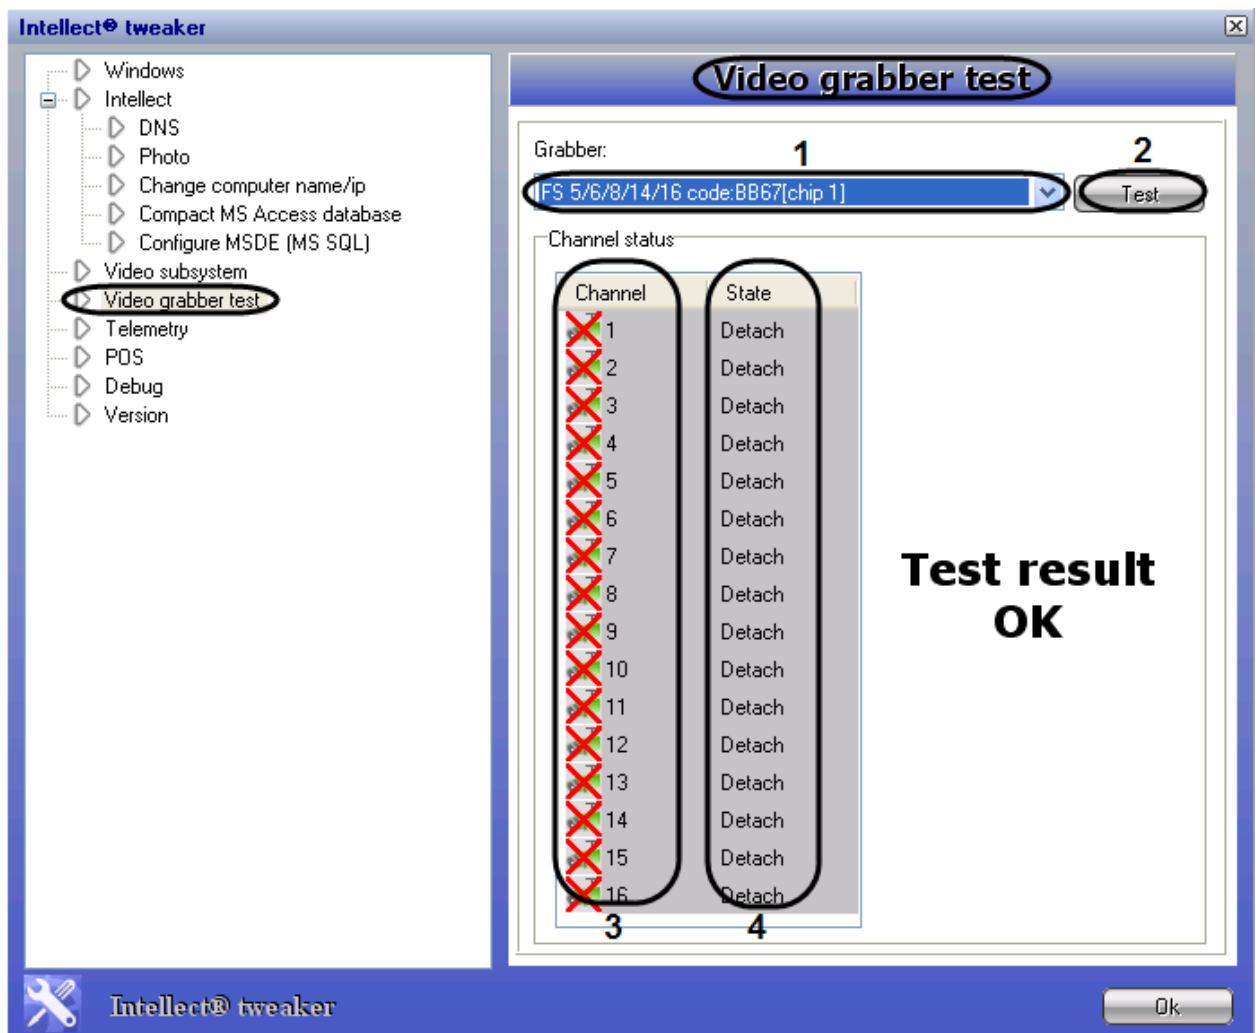 Intellect® tweaker
Windows
Intellect
DNS
Photo
Change computer name/ip
Compact MS Access database
Configure MSDE (MS SQL)
Video subsystem
Video grabber test
Telemetry
POS
Debug
Version
Video grabber test
Grabber:
1
2
FS 5/6/8/14/16 code:BB67[chip 1]
Test
Channel status
Channel State
1 Detach
2 Detach
3 Detach
4 Detach
5 Detach
6 Detach
7 Detach
8 Detach
9 Detach
10 Detach
11 Detach
12 Detach
13 Detach
14 Detach
15 Detach
16 Detach
3
4
Test result
OK
Intellect® tweaker
Ok